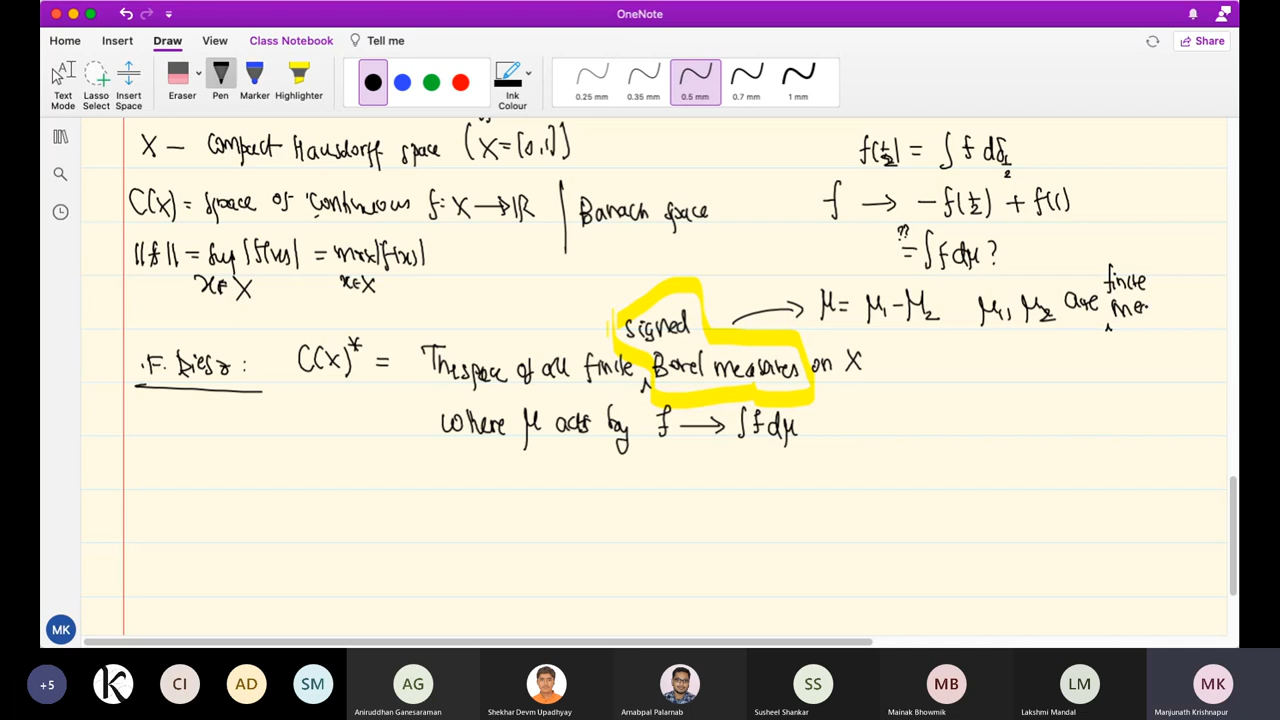 OneNote
Home Insert Draw View Class Notebook Tell me Share
Text Mode Lasso Select Insert Space Eraser Pen Marker Highlighter Ink Colour 0.25 mm 0.35 mm 0.5 mm 0.7 mm 1 mm
X – Compact Hausdorff space (X = [0,1])
f(1/2) = ∫ f dδ_{1/2}
C(X) = space of continuous f: X → ℝ | Banach space
f → -f(1/2) + f(1)
||f|| = sup_{x∈X} |f(x)| = max_{x∈X} |f(x)|
?? = ∫ f dμ ?
signed → μ = μ₁ - μ₂ μ₁, μ₂ are finite me
F. Riesz : C(X)* = The space of all finite Borel measures on X
where μ acts by f → ∫ f dμ
MK
+5 K CI AD SM AG SS MB LM MK
Aniruddhan Ganesaraman Shekhar Devm Upadhyay Arnabpal Palarnab Susheel Shankar Mainak Bhowmik Lakshmi Mandal Manjunath Krishnapur